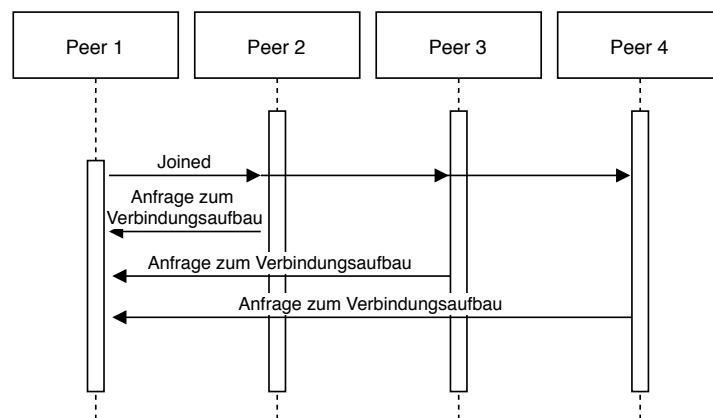 Peer 1
Peer 2
Peer 3
Peer 4
Joined
Anfrage zum
Verbindungsaufbau
Anfrage zum Verbindungsaufbau
Anfrage zum Verbindungsaufbau